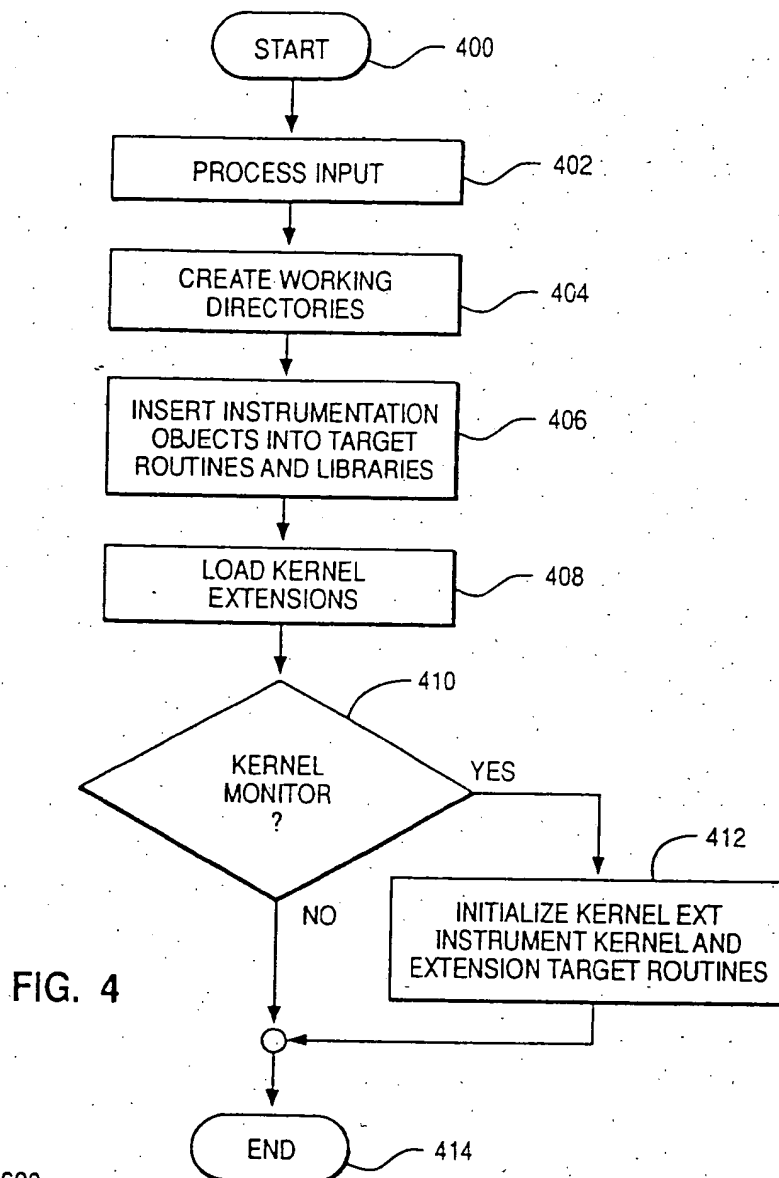 START
400
PROCESS INPUT
402
CREATE WORKING
DIRECTORIES
404
INSERT INSTRUMENTATION
OBJECTS INTO TARGET
ROUTINES AND LIBRARIES
406
LOAD KERNEL
EXTENSIONS
408
410
KERNEL
MONITOR
?
YES
412
INITIALIZE KERNEL EXT
INSTRUMENT KERNEL AND
EXTENSION TARGET ROUTINES
NO
FIG. 4
END
414